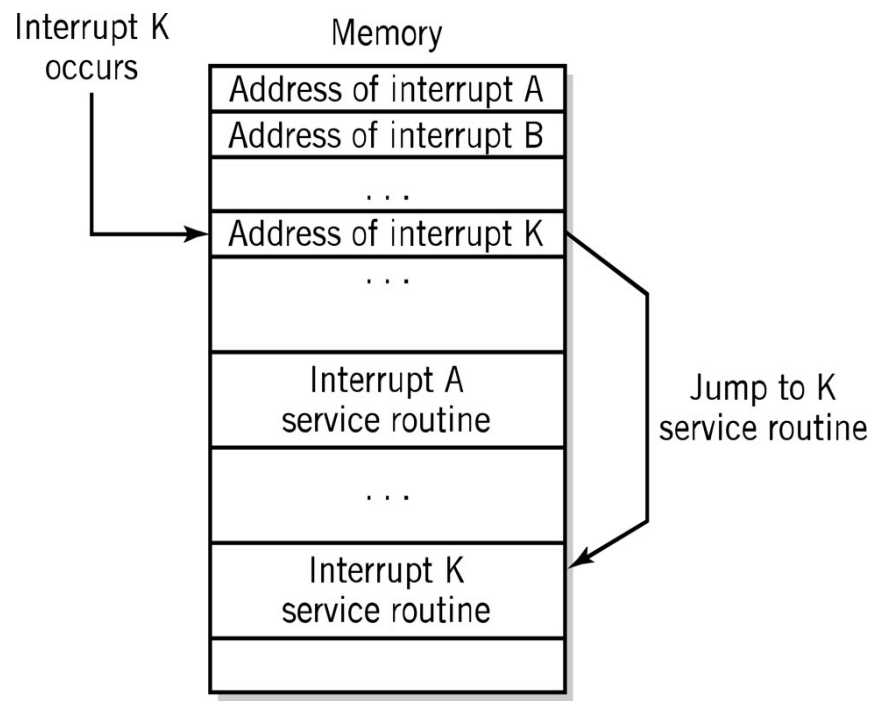 Interrupt K
occurs
Memory
Address of interrupt A
Address of interrupt B
. . .
Address of interrupt K
. . .
Interrupt A
service routine
. . .
Interrupt K
service routine
Jump to K
service routine